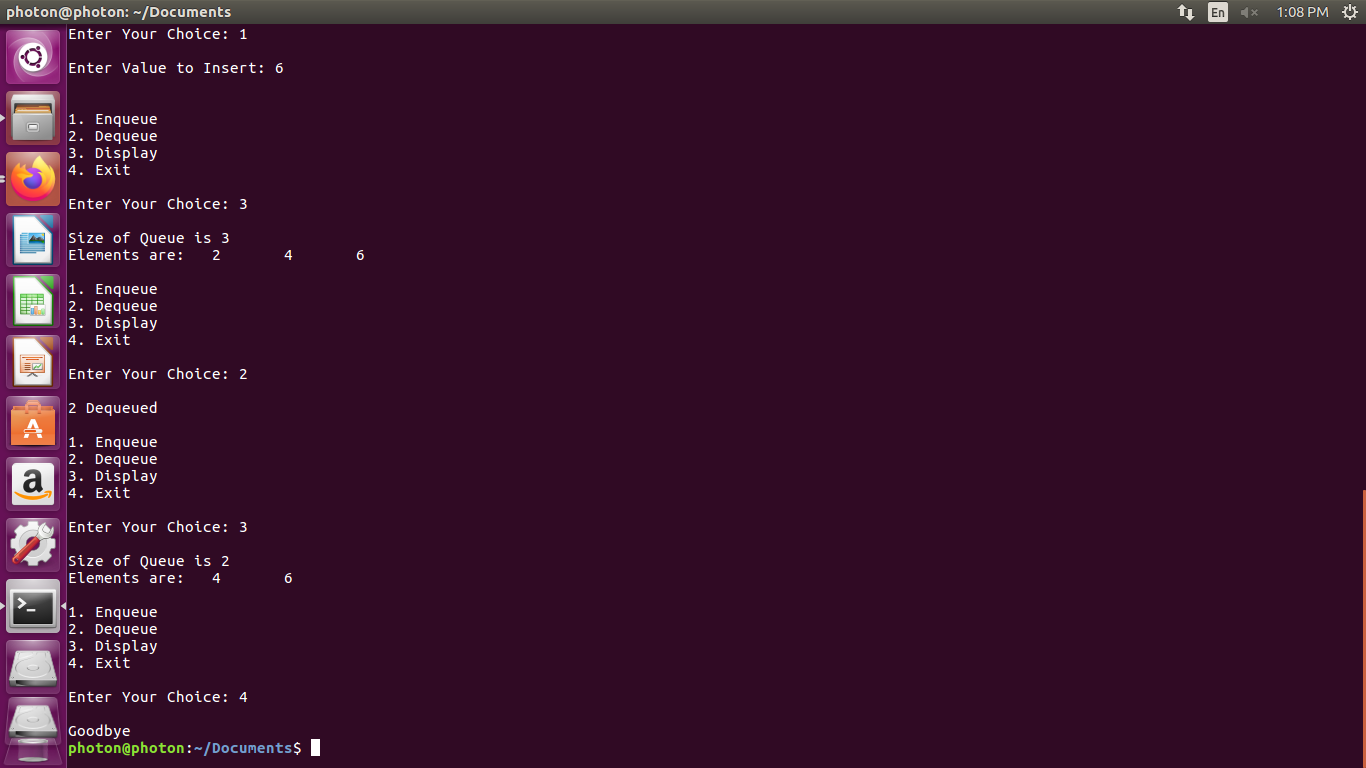 photon@photon: ~/Documents
En
1:08 PM
Enter Your Choice: 1
Enter Value to Insert: 6
1. Enqueue
2. Dequeue
3. Display
4. Exit
Enter Your Choice: 3
Size of Queue is 3
Elements are: 2 4 6
1. Enqueue
2. Dequeue
3. Display
4. Exit
Enter Your Choice: 2
2 Dequeued
1. Enqueue
2. Dequeue
3. Display
4. Exit
Enter Your Choice: 3
Size of Queue is 2
Elements are: 4 6
1. Enqueue
2. Dequeue
3. Display
4. Exit
Enter Your Choice: 4
Goodbye
photon@photon:~/Documents$